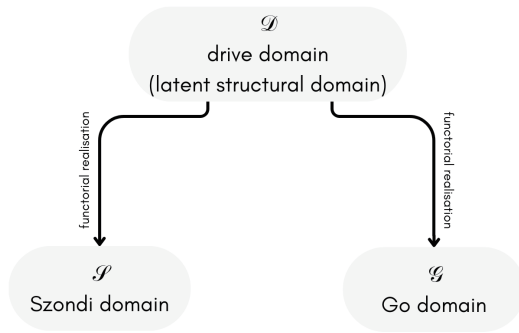 𝒟
drive domain
(latent structural domain)
functorial realisation
functorial realisation
𝒮
Szondi domain
𝒢
Go domain